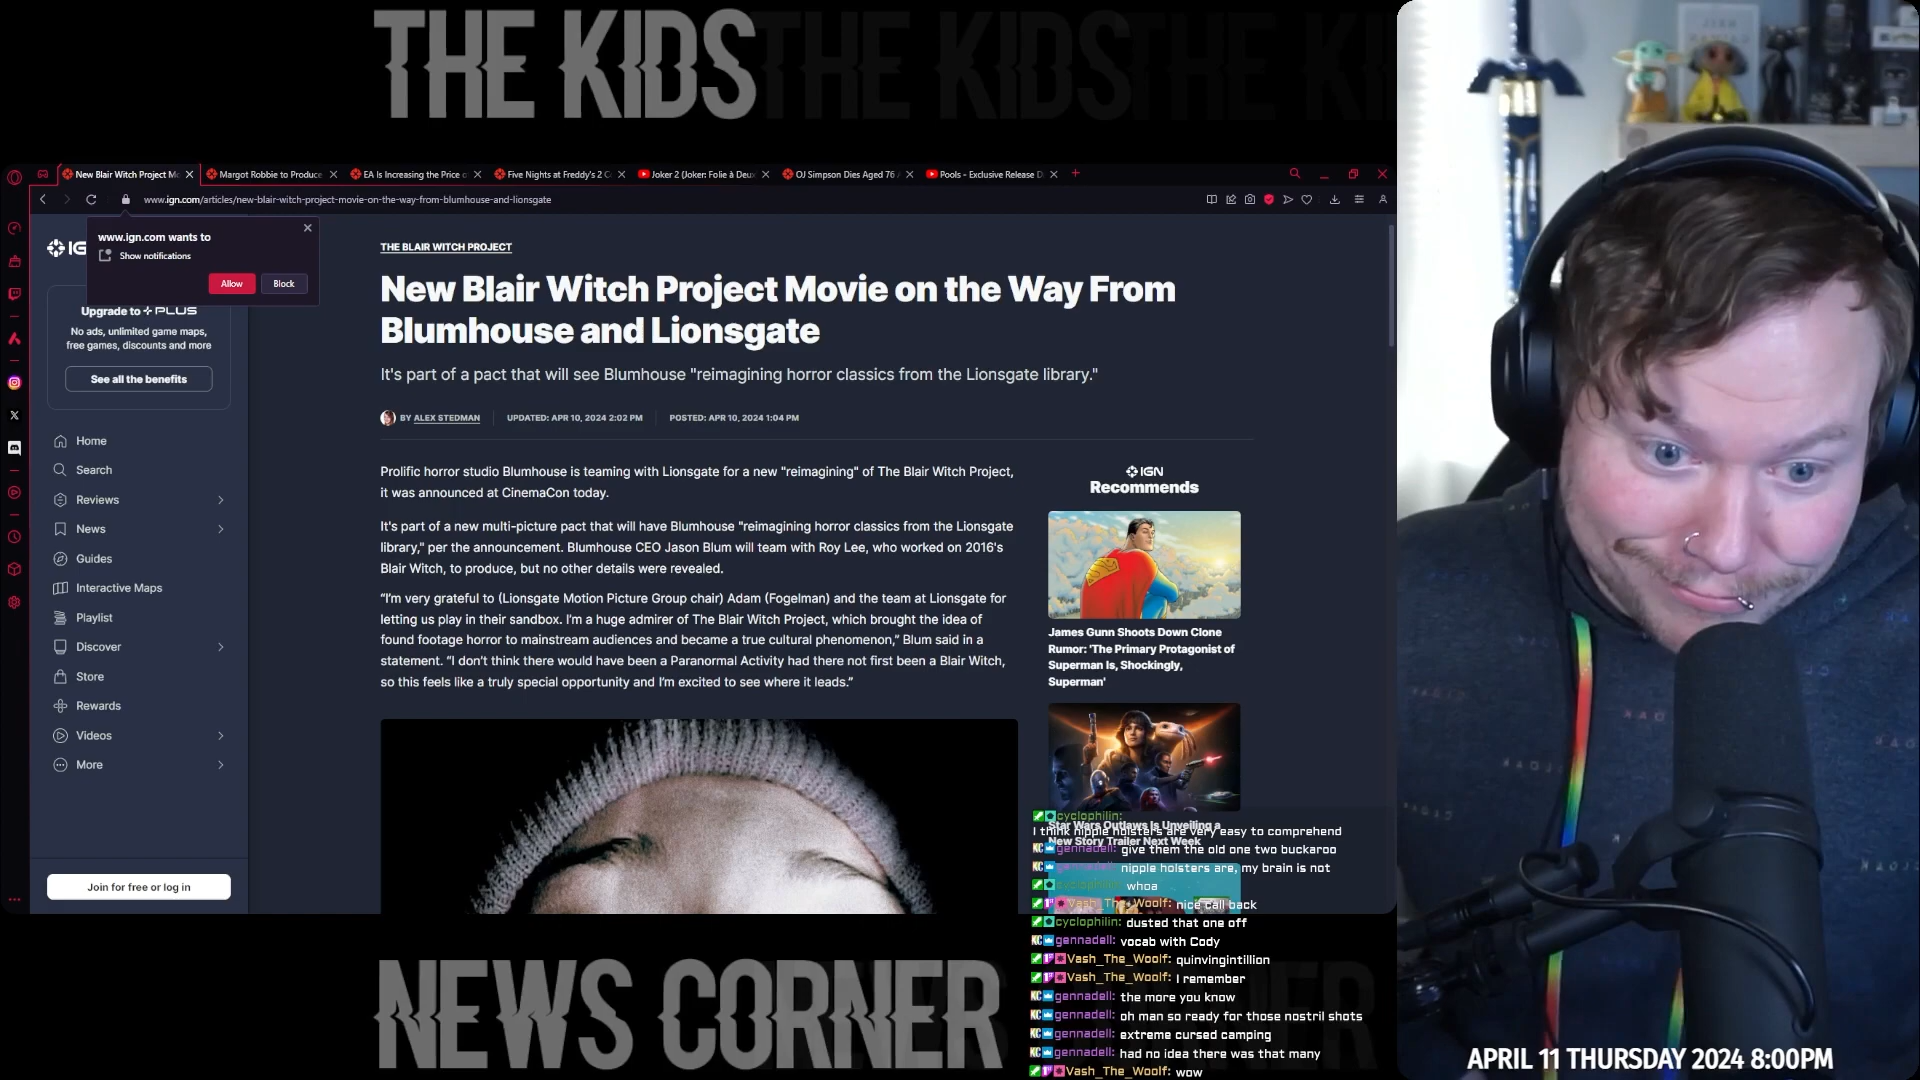 THE KIDS
New Blair Witch Project M
Margot Robbie to Produce
EA Is Increasing the Price
Five Nights at Freddy's 2
Joker 2 (Joker: Folie à Deux
OJ Simpson Dies Aged 76
Pools - Exclusive Release D
www.ign.com/articles/new-blair-witch-project-movie-on-the-way-from-blumhouse-and-lionsgate
www.ign.com wants to
Show notifications
Allow
Block
Upgrade to PLUS
No ads, unlimited game maps,
free games, discounts and more
See all the benefits
Home
Search
Reviews
News
Guides
Interactive Maps
Playlist
Discover
Store
Rewards
Videos
More
Join for free or log in
THE BLAIR WITCH PROJECT
New Blair Witch Project Movie on the Way From
Blumhouse and Lionsgate
It's part of a pact that will see Blumhouse "reimagining horror classics from the Lionsgate library."
BY ALEX STEDMAN
UPDATED: APR 10, 2024 2:02 PM
POSTED: APR 10, 2024 1:04 PM
Prolific horror studio Blumhouse is teaming with Lionsgate for a new "reimagining" of The Blair Witch Project,
it was announced at CinemaCon today.
It's part of a new multi-picture pact that will have Blumhouse "reimagining horror classics from the Lionsgate
library," per the announcement. Blumhouse CEO Jason Blum will team with Roy Lee, who worked on 2016's
Blair Witch, to produce, but no other details were revealed.
“I'm very grateful to (Lionsgate Motion Picture Group chair) Adam (Fogelman) and the team at Lionsgate for
letting us play in their sandbox. I'm a huge admirer of The Blair Witch Project, which brought the idea of
found footage horror to mainstream audiences and became a true cultural phenomenon,” Blum said in a
statement. “I don't think there would have been a Paranormal Activity had there not first been a Blair Witch,
so this feels like a truly special opportunity and I'm excited to see where it leads.”
IGN
Recommends
James Gunn Shoots Down Clone
Rumor: 'The Primary Protagonist of
Superman Is, Shockingly,
Superman'
Star Wars Outlaws Is Unveiling a
New Story Trailer Next Week
cyclophilin:
I think nipple holsters are very easy to comprehend
gennadell: give them the old one two buckaroo
gennadell: nipple holsters are, my brain is not
cyclophilin: whoa
Vash_The_Woolf: nice call back
cyclophilin: dusted that one off
gennadell: vocab with Cody
Vash_The_Woolf: quinvingintillion
Vash_The_Woolf: I remember
gennadell: the more you know
gennadell: oh man so ready for those nostril shots
gennadell: extreme cursed camping
gennadell: had no idea there was that many
Vash_The_Woolf: wow
NEWS CORNER
APRIL 11 THURSDAY 2024 8:00PM